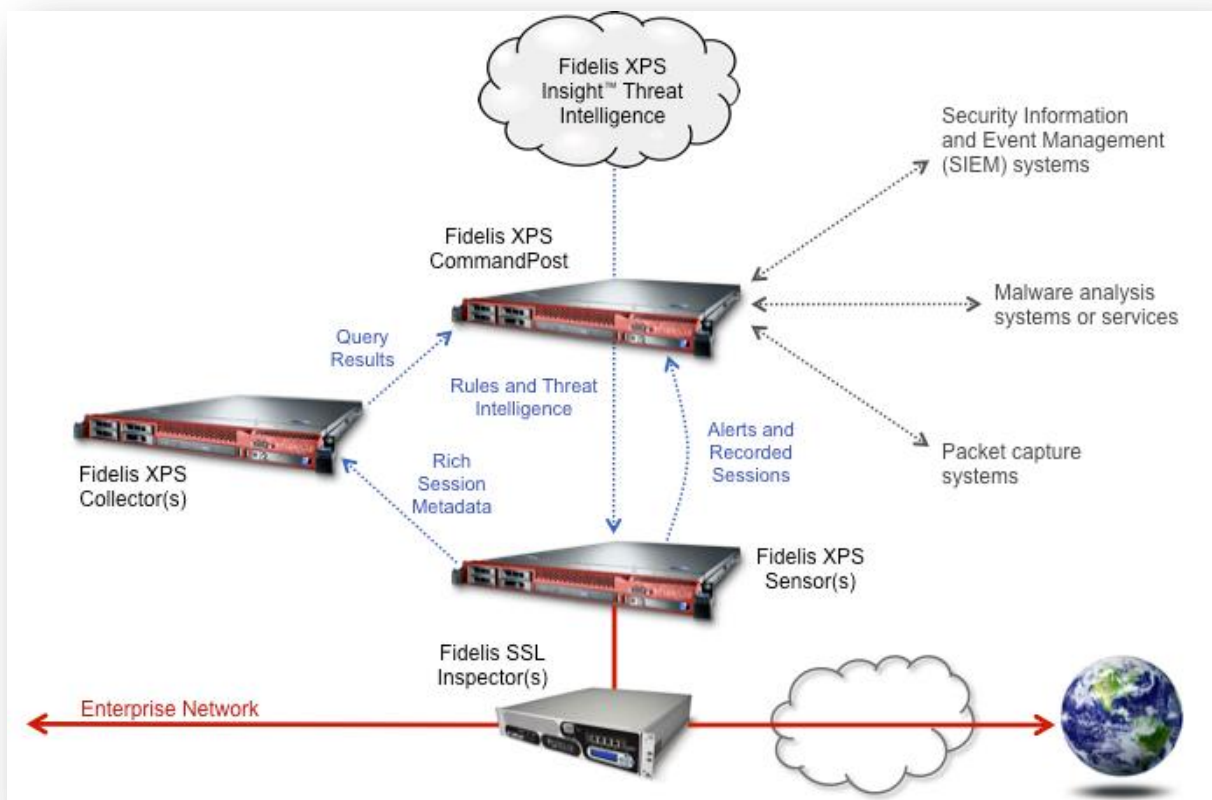 Fidelis XPS
Insight™ Threat
Intelligence
Security Information
and Event Management
(SIEM) systems
Fidelis XPS
CommandPost
Malware analysis
systems or services
Query
Results
Rules and Threat
Intelligence
Alerts and
Recorded
Sessions
Packet capture
systems
Fidelis XPS
Collector(s)
Rich
Session
Metadata
Fidelis XPS
Sensor(s)
Fidelis SSL
Inspector(s)
Enterprise Network